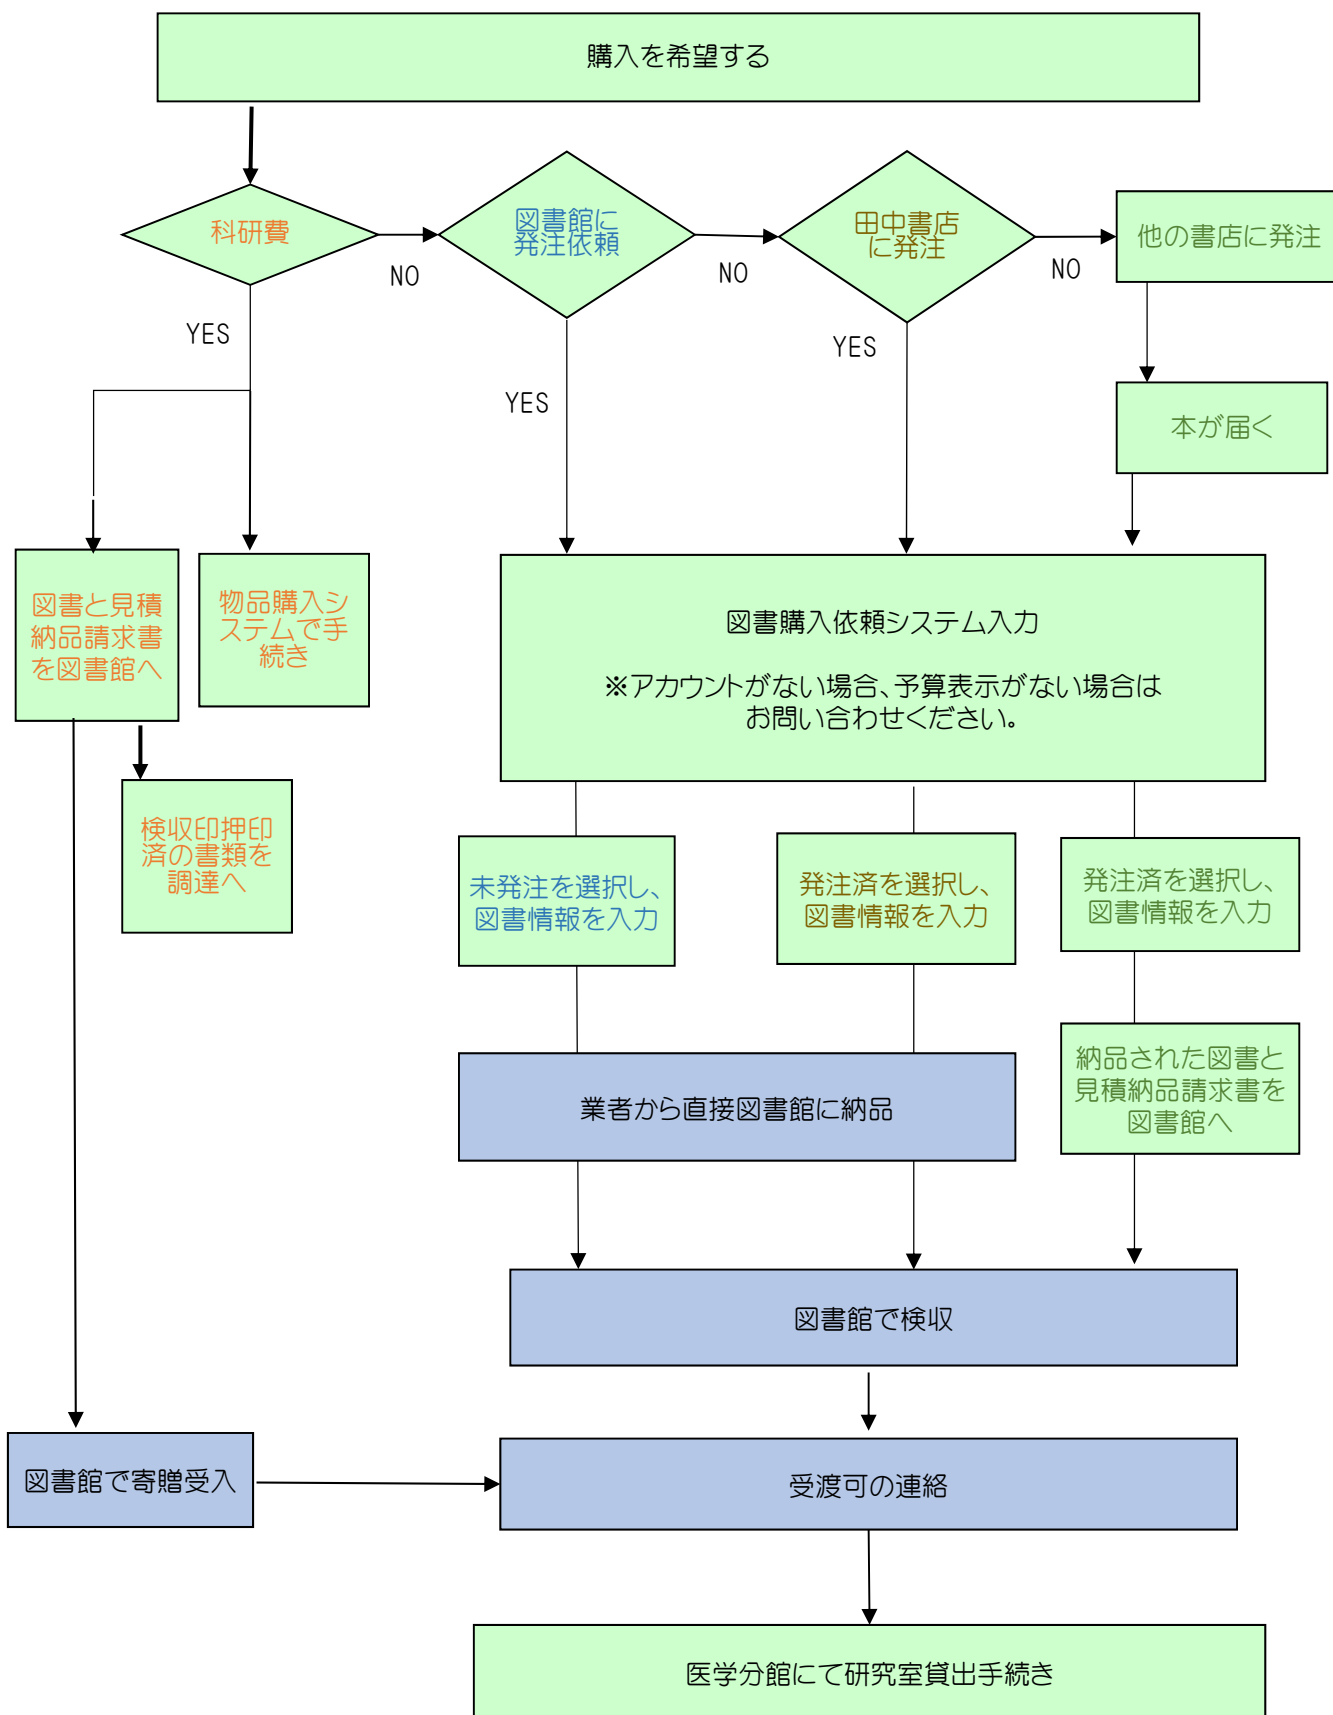 購入を希望する
科研費
図書館に
発注依頼
田中書店
に発注
他の書店に発注
NO
NO
NO
YES
YES
YES
本が届く
図書と見積
納品請求書
を図書館へ
物品購入シ
ステムで手
続き
図書購入依頼システム入力
※アカウントがない場合、予算表示がない場合は
お問い合わせください。
検収印押印
済の書類を
調達へ
未発注を選択し、
図書情報を入力
発注済を選択し、
図書情報を入力
発注済を選択し、
図書情報を入力
業者から直接図書館に納品
納品された図書と
見積納品請求書を
図書館へ
図書館で検収
図書館で寄贈受入
受渡可の連絡
医学分館にて研究室貸出手続き